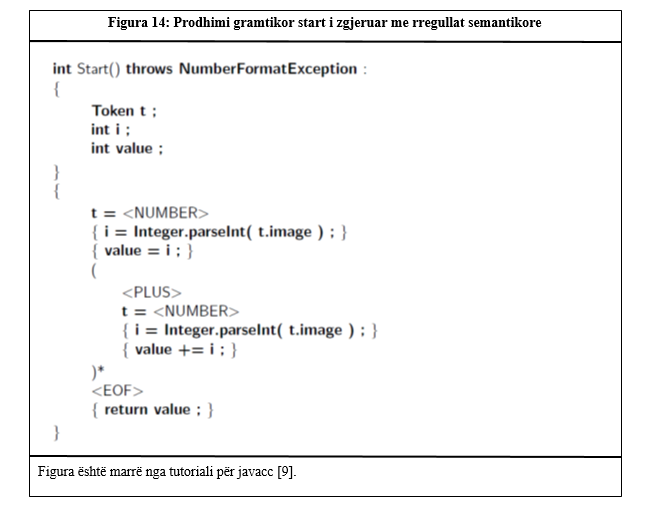 Figura 14: Prodhimi gramtikor start i zgjeruar me rregullat semantikore
int Start() throws NumberFormatException :
{
Token t ;
int i ;
int value ;
}
{
t = <NUMBER>
{ i = Integer.parseInt( t.image ) ; }
{ value = i ; }
(
<PLUS>
t = <NUMBER>
{ i = Integer.parseInt( t.image ) ; }
{ value += i ; }
)*
<EOF>
{ return value ; }
}
Figura është marrë nga tutoriali për javacc [9].